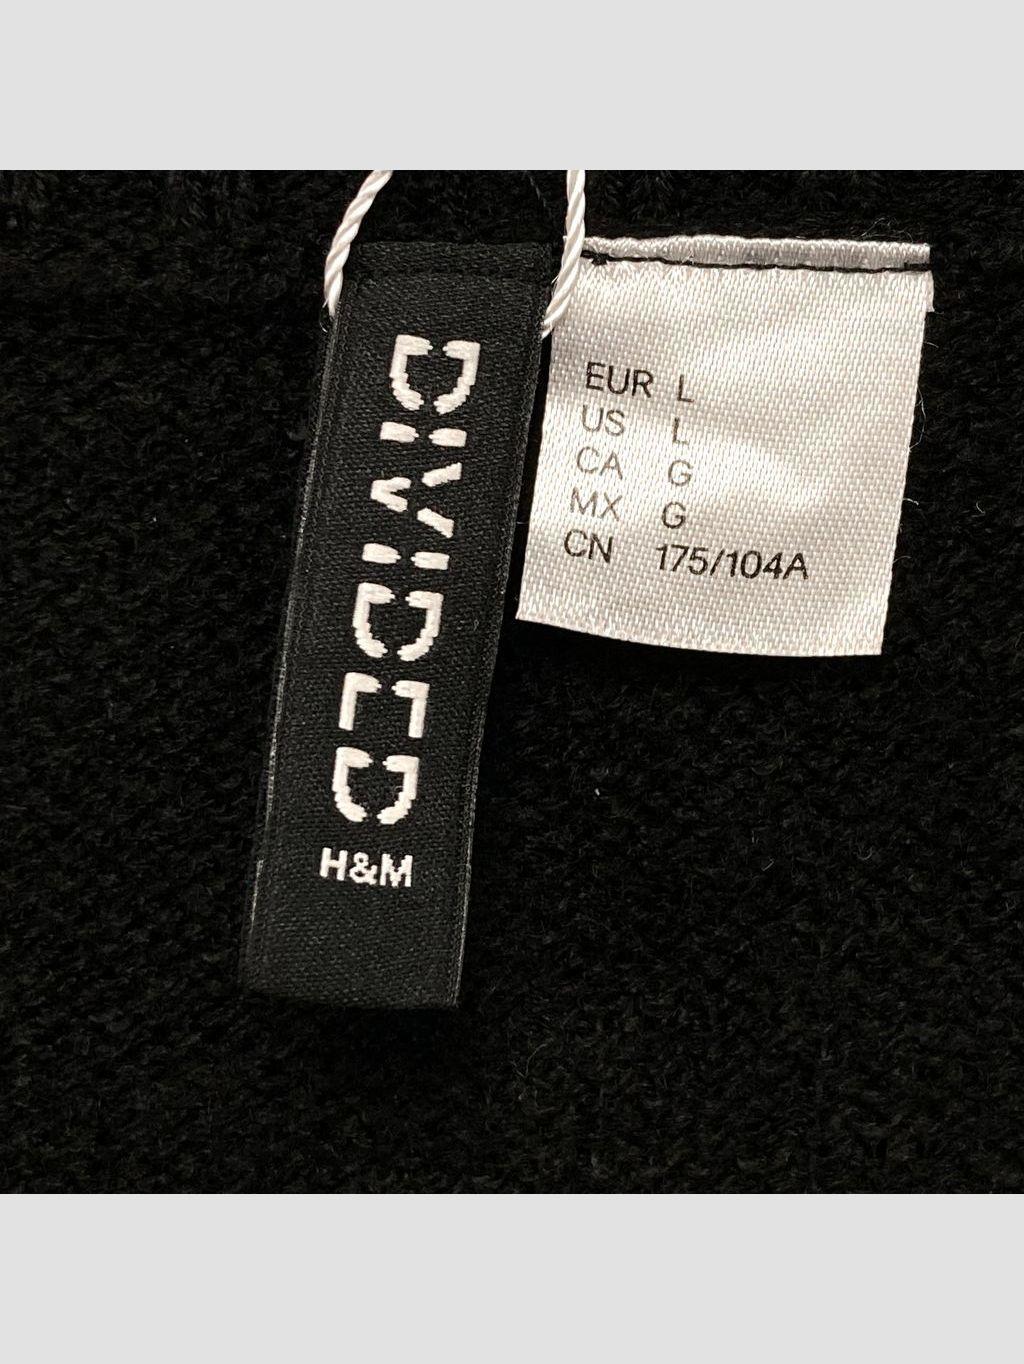 DIVIDED
H&M
EUR L
US L
CA G
MX G
CN 175/104A